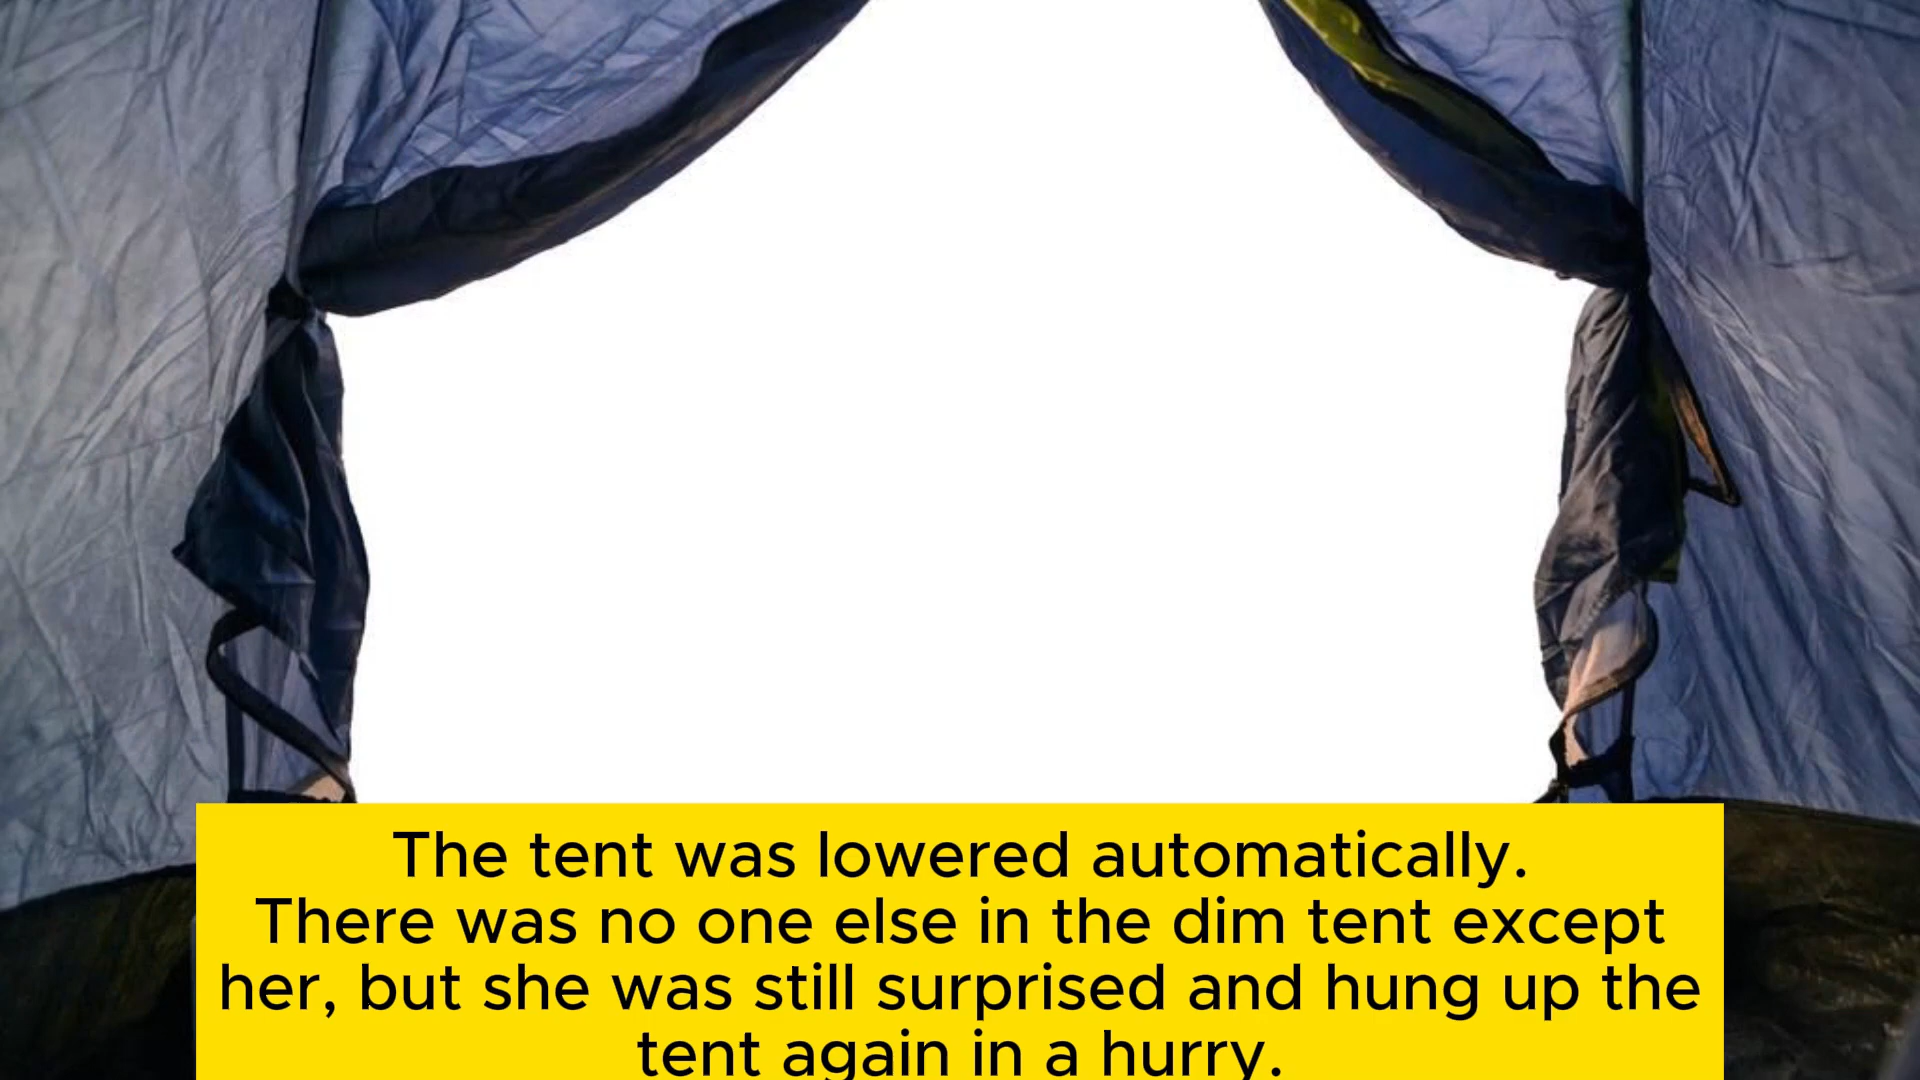 The tent was lowered automatically.
There was no one else in the dim tent except
her, but she was still surprised and hung up the
tent again in a hurry.